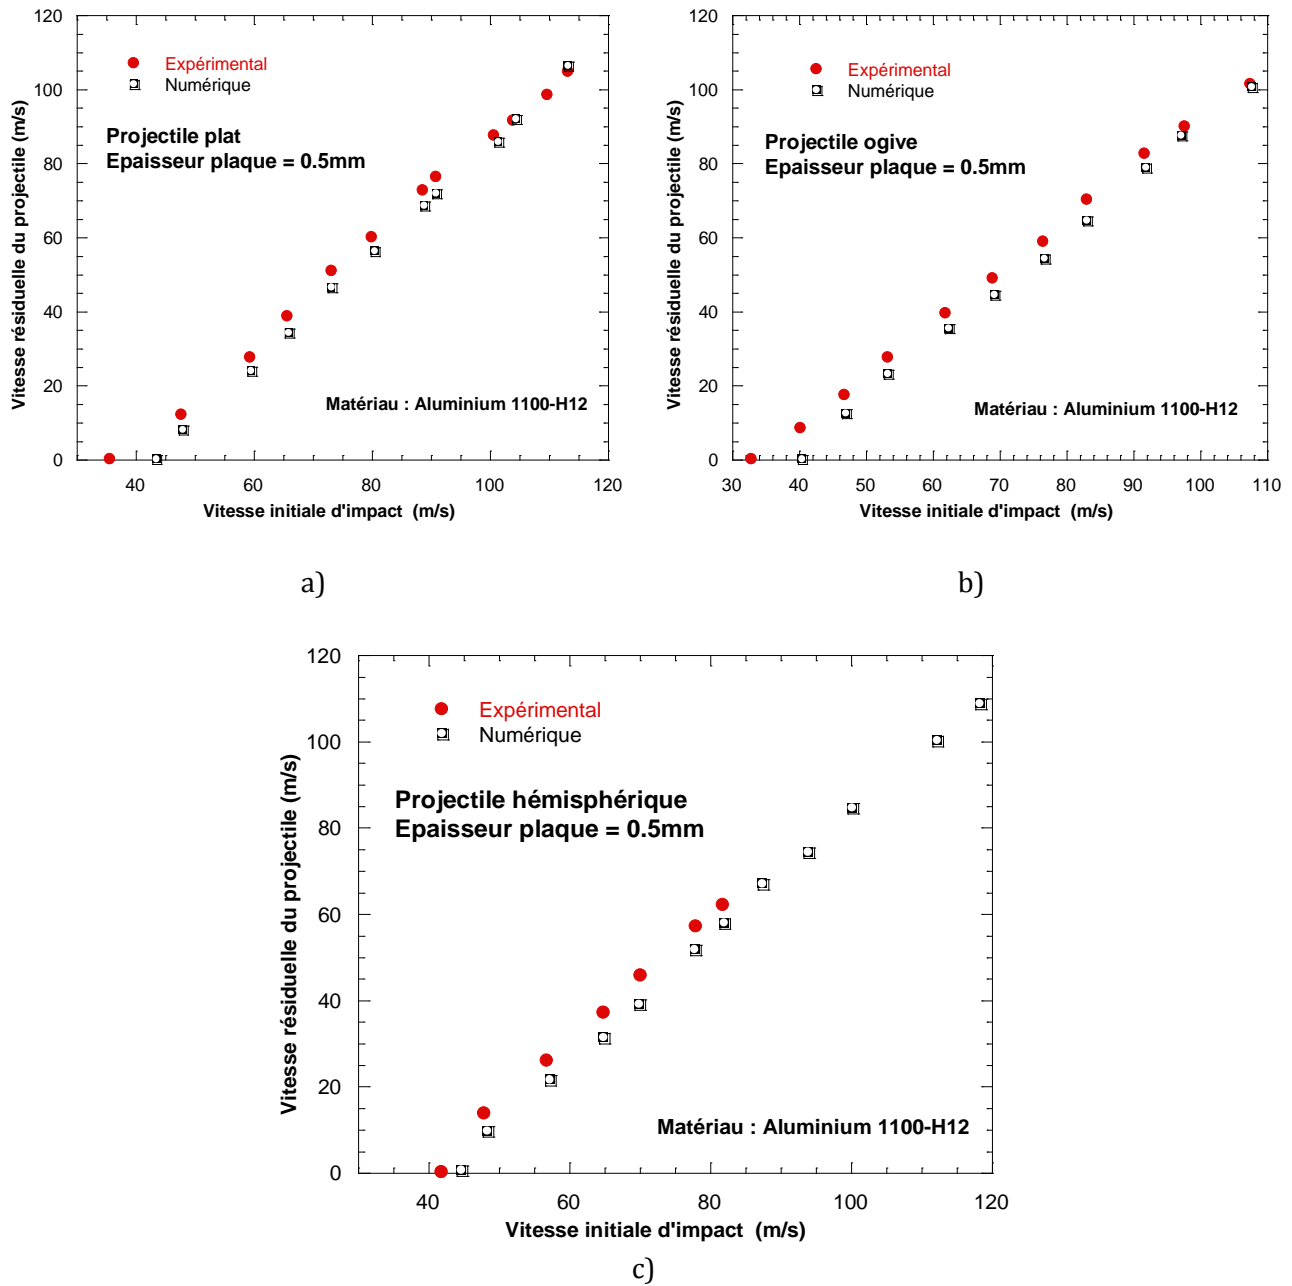 120
100
80
60
40
20
0
Vitesse résiduelle du projectile (m/s)
Expérimental
Numérique
Projectile plat
Epaisseur plaque = 0.5mm
Matériau : Aluminium 1100-H12
40 60 80 100 120
Vitesse initiale d'impact (m/s)
a)
120
100
80
60
40
20
0
Vitesse résiduelle du projectile (m/s)
Expérimental
Numérique
Projectile ogive
Epaisseur plaque = 0.5mm
Matériau : Aluminium 1100-H12
30 40 50 60 70 80 90 100 110
Vitesse initiale d'impact (m/s)
b)
120
100
80
60
40
20
0
Vitesse résiduelle du projectile (m/s)
Expérimental
Numérique
Projectile hémisphérique
Epaisseur plaque = 0.5mm
Matériau : Aluminium 1100-H12
40 60 80 100 120
Vitesse initiale d'impact (m/s)
c)